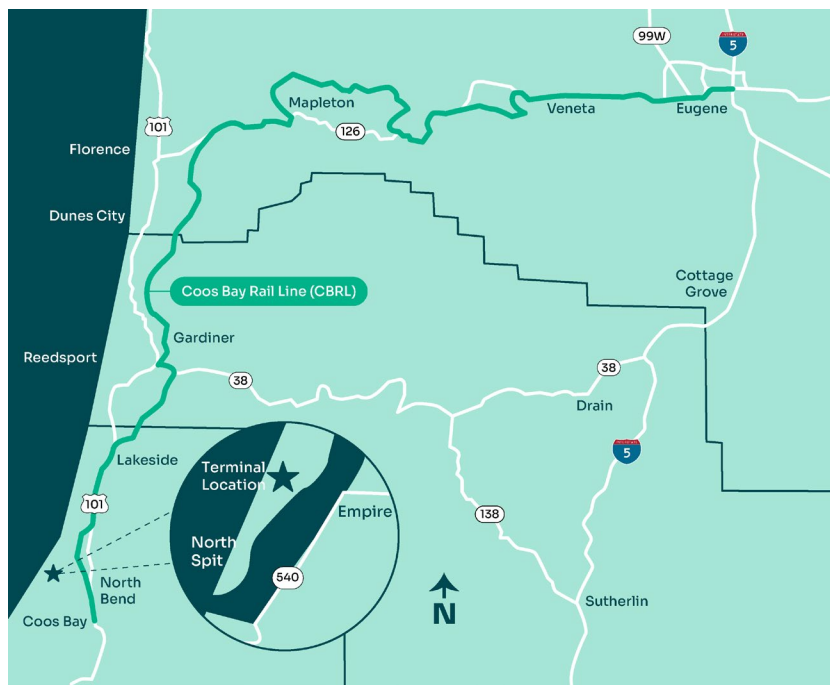 99W
INTERSTATE
5
Mapleton
Veneta
Eugene
101
126
Florence
Dunes City
Coos Bay Rail Line (CBRL)
Cottage
Grove
Gardiner
Reedsport
38
38
Drain
Lakeside
Terminal
Location
5
101
Empire
138
North
Spit
540
North
Bend
N
Sutherlin
Coos Bay